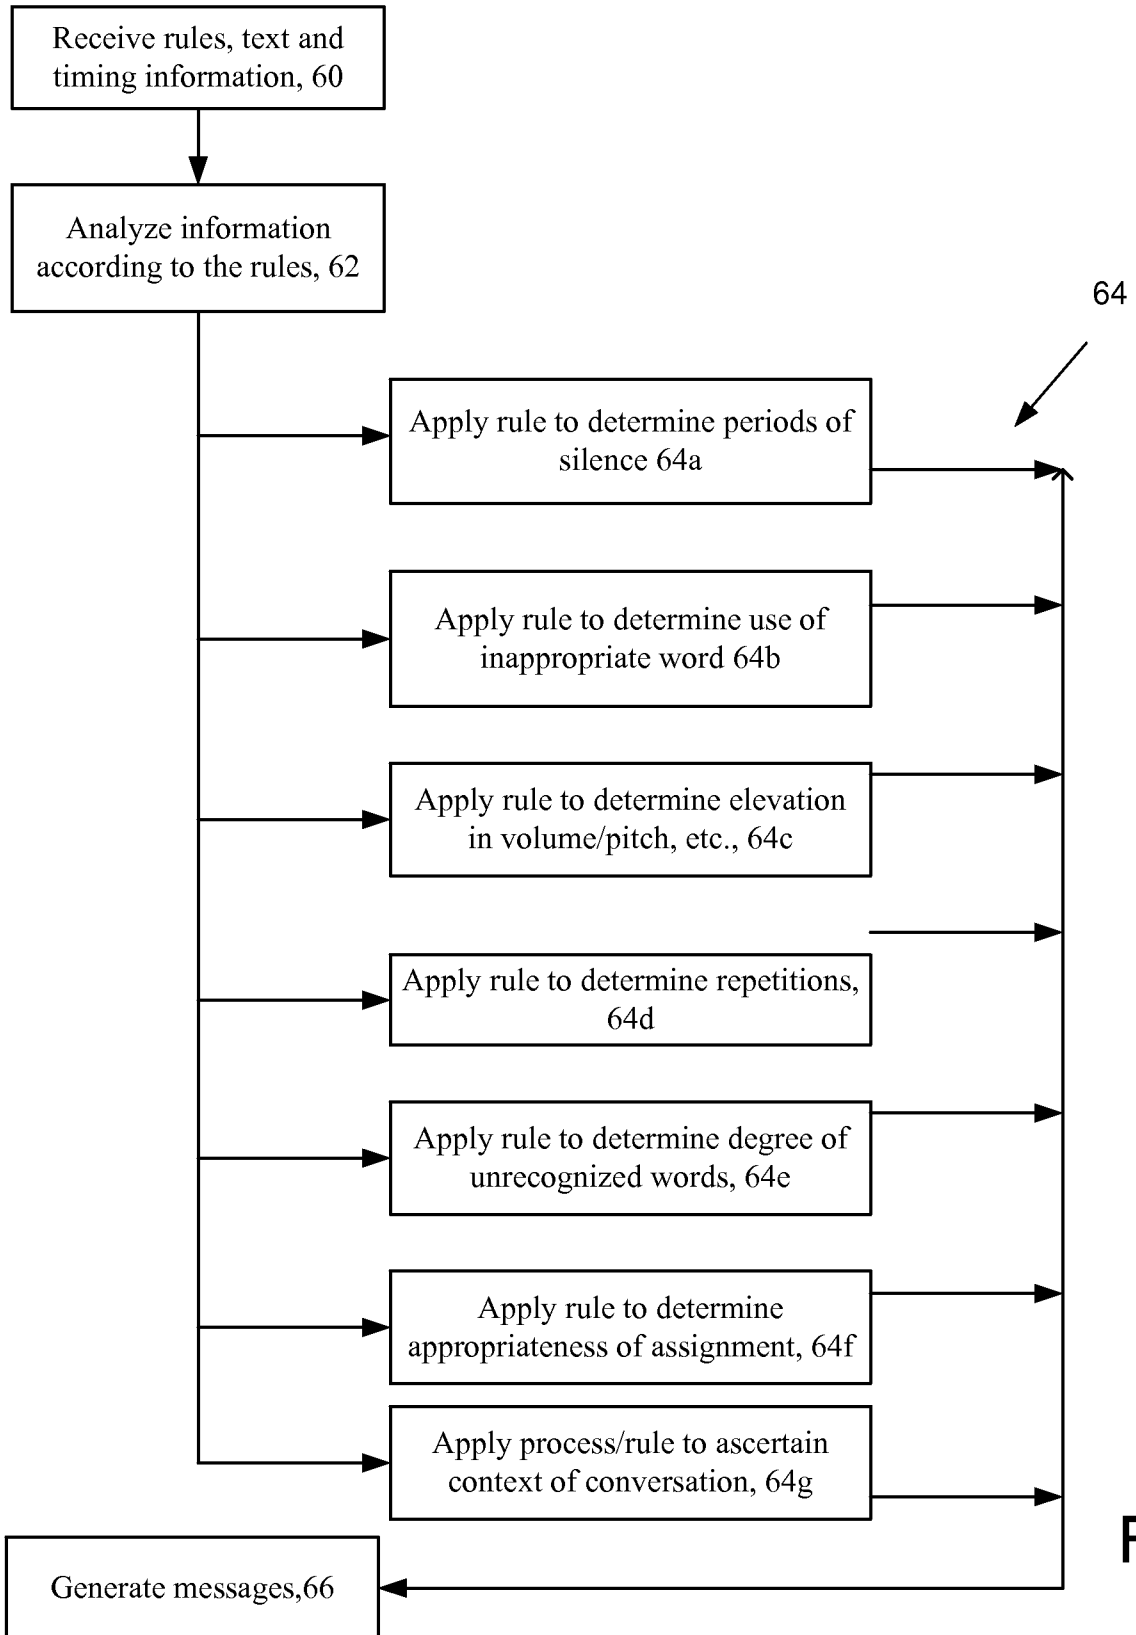 Receive rules, text and
timing information, 60
Analyze information
according to the rules, 62
64
Apply rule to determine periods of
silence 64a
Apply rule to determine use of
inappropriate word 64b
Apply rule to determine elevation
in volume/pitch, etc., 64c
Apply rule to determine repetitions,
64d
Apply rule to determine degree of
unrecognized words, 64e
Apply rule to determine
appropriateness of assignment, 64f
Apply process/rule to ascertain
context of conversation, 64g
Generate messages,66